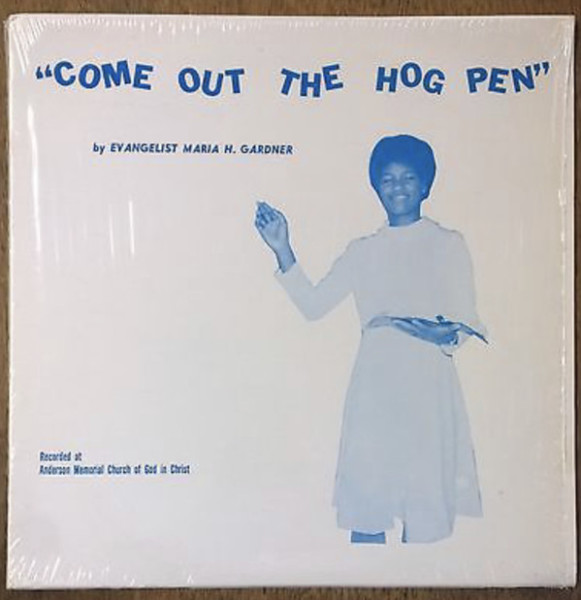 “COME OUT THE HOG PEN”
by EVANGELIST MARIA H. GARDNER
Recorded at
Anderson Memorial Church of God in Christ